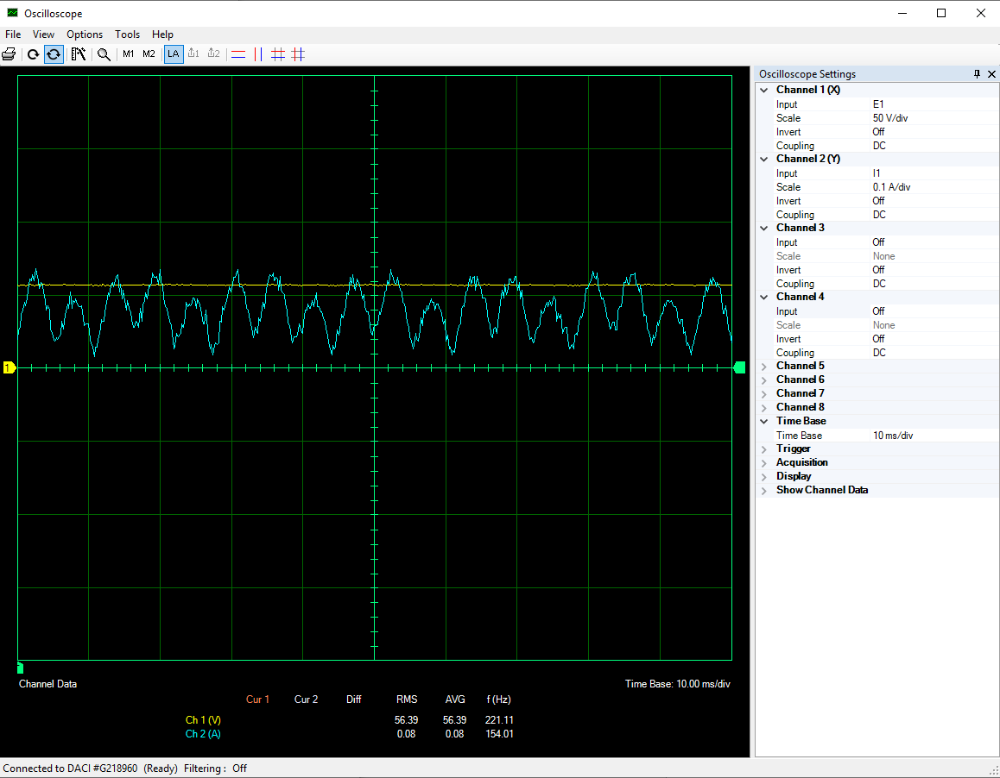 Oscilloscope
File View Options Tools Help
M1 M2 LA 1 2
Oscilloscope Settings
Channel 1 (X)
Input E1
Scale 50 V/div
Invert Off
Coupling DC
Channel 2 (Y)
Input I1
Scale 0.1 A/div
Invert Off
Coupling DC
Channel 3
Input Off
Scale None
Invert Off
Coupling DC
Channel 4
Input Off
Scale None
Invert Off
Coupling DC
Channel 5
Channel 6
Channel 7
Channel 8
Time Base
Time Base 10 ms/div
Trigger
Acquisition
Display
Show Channel Data
1
Channel Data Time Base: 10.00 ms/div
Cur 1 Cur 2 Diff RMS AVG f (Hz)
Ch 1 (V) 56.39 56.39 221.11
Ch 2 (A) 0.08 0.08 154.01
Connected to DACI #G218960 (Ready) Filtering : Off